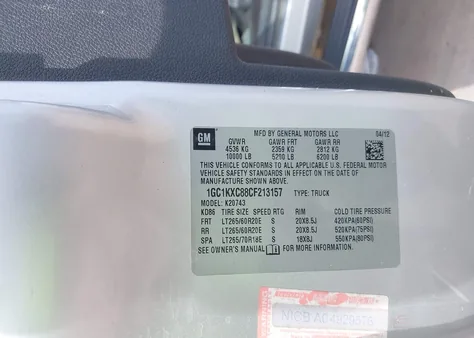 GM
MFD BY GENERAL MOTORS LLC 04/12
GVWR GAWR FRT GAWR RR
4536 KG 2359 KG 2812 KG
10000 LB 5200 LB 6200 LB
THIS VEHICLE CONFORMS TO ALL APPLICABLE U.S. FEDERAL MOTOR
VEHICLE SAFETY STANDARDS IN EFFECT ON THE DATE OF
MANUFACTURE SHOWN ABOVE.
1GC1KXC88CF213157 TYPE: TRUCK
MODEL: K20743
KD86 TIRE SIZE SPEED RTG RIM COLD TIRE PRESSURE
FRT LT265/60R20E S 20X8.5J 420KPA(60PSI)
RR LT265/60R20E S 20X8.5J 520KPA(75PSI)
SPA LT265/70R18E S 18X8J 550KPA(80PSI)
SEE OWNER'S MANUAL FOR MORE INFORMATION
NICB